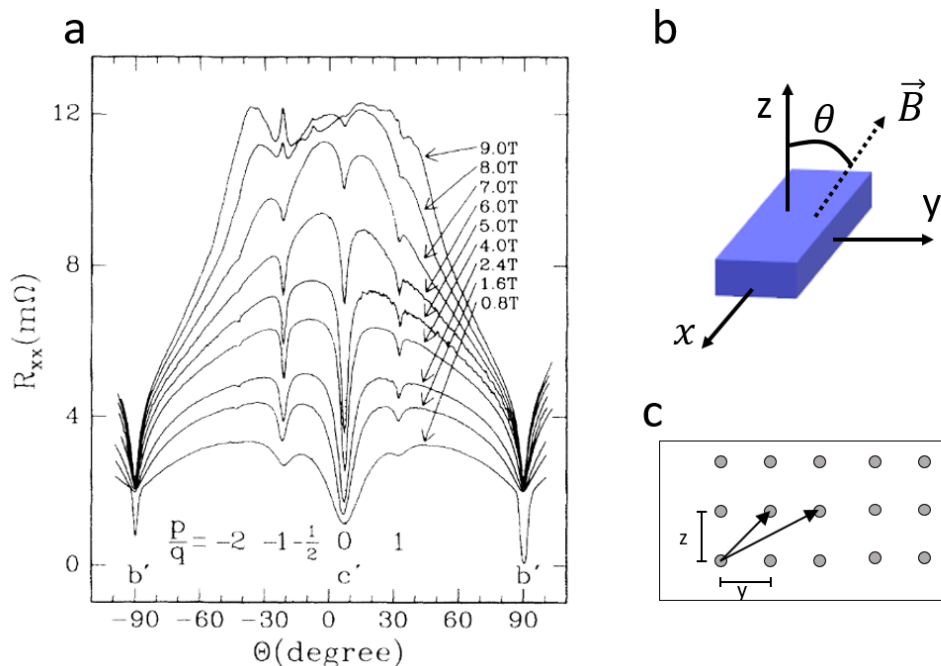 a
12
8
4
0
R_xx(mΩ)
9.0T
8.0T
7.0T
6.0T
5.0T
4.0T
2.4T
1.6T
0.8T
p/q = -2 -1 -1/2 0 1
b′ c′ b′
-90 -60 -30 0 30 60 90
Θ(degree)
b
z θ B⃗
y
x
c
z
y